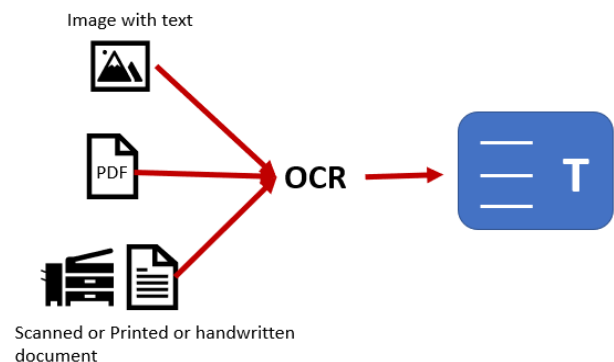 Image with text
PDF
OCR
T
Scanned or Printed or handwritten
document